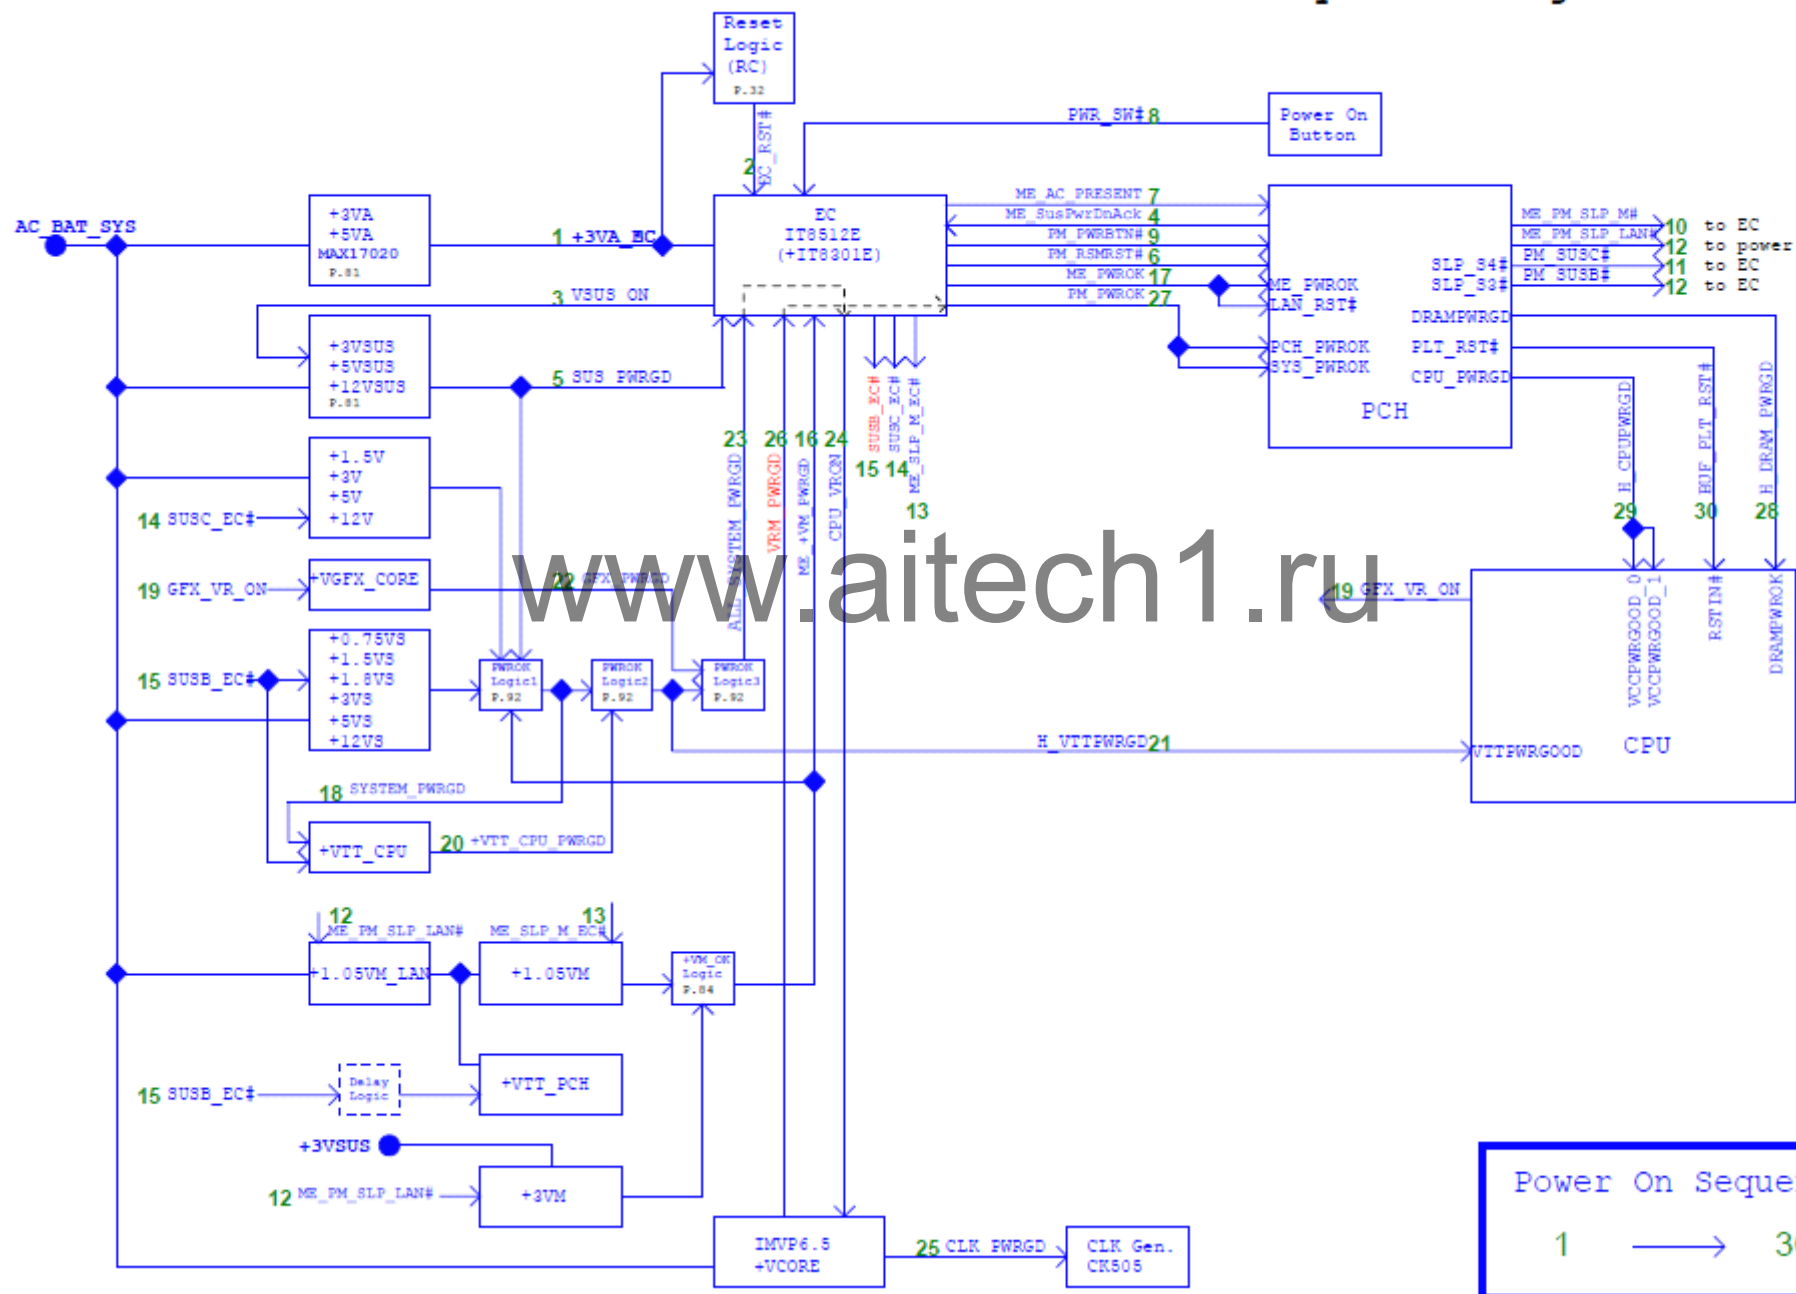 Reset
Logic
(RC)
P.32
EC_RST#
2
PWR_SW# 8
Power On
Button
AC_BAT_SYS
+3VA
+5VA
MAX17020
P.81
1 +3VA_EC
EC
IT8512E
(+IT8301E)
ME_AC_PRESENT 7
ME_SusPwrDnAck 4
PM_PWRBTN# 9
PM_RSMRST# 6
ME_PWROK 17
PM_PWROK 27
ME_PWROK
LAN_RST#
PCH_PWROK
SYS_PWROK
SLP_S4#
SLP_S3#
DRAMPWRGD
PLT_RST#
CPU_PWRGD
PCH
ME_PM_SLP_M# 10 to EC
ME_PM_SLP_LAN# 12 to power
PM_SUSC# 11 to EC
PM_SUSB# 12 to EC
3 VSUS_ON
+3VSUS
+5VSUS
+12VSUS
P.81
5 SUS_PWRGD
+1.5V
+3V
+5V
+12V
14 SUSC_EC#
23 ALL_SYSTEM_PWRGD
26 VRM_PWRGD
16 ME_+VM_PWRGD
24 CPU_VRON
15 SUSB_EC#
14 SUSC_EC#
13 ME_SLP_M_EC#
29 H_CPUPWRGD
30 BUF_PLT_RST#
28 H_DRAM_PWRGD
www.aitech1.ru
19 GFX_VR_ON
+VGFX_CORE
22 GFX_PWRGD
19 GFX_VR_ON
VCCPWRGOOD_0
VCCPWRGOOD_1
RSTIN#
DRAMPWROK
VTTPWRGOOD
CPU
15 SUSB_EC#
+0.75VS
+1.5VS
+1.8VS
+3VS
+5VS
+12VS
PWROK
Logic1
P.92
PWROK
Logic2
P.92
PWROK
Logic3
P.92
H_VTTPWRGD 21
18 SYSTEM_PWRGD
+VTT_CPU
20 +VTT_CPU_PWRGD
12
ME_PM_SLP_LAN#
13
ME_SLP_M_EC#
+1.05VM_LAN
+1.05VM
+VM_OK
Logic
P.84
15 SUSB_EC#
Delay
Logic
+VTT_PCH
+3VSUS
12 ME_PM_SLP_LAN#
+3VM
IMVP6.5
+VCORE
25 CLK_PWRGD
CLK Gen.
CK505
Power On Seque
1